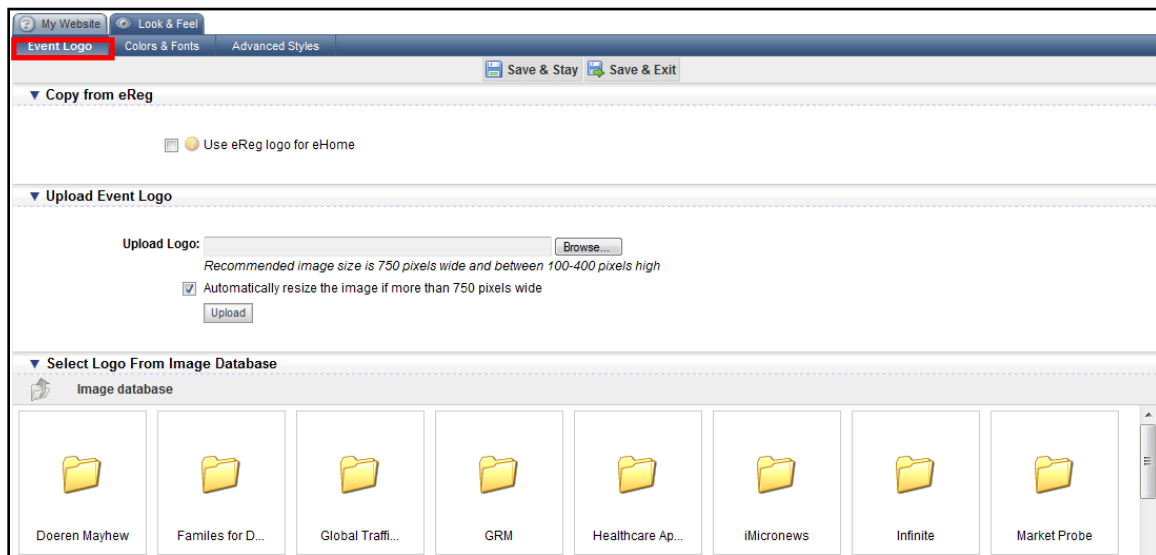 My Website Look & Feel
Event Logo Colors & Fonts Advanced Styles
Save & Stay Save & Exit
Copy from eReg
Use eReg logo for eHome
Upload Event Logo
Upload Logo: Browse...
Recommended image size is 750 pixels wide and between 100-400 pixels high
Automatically resize the image if more than 750 pixels wide
Upload
Select Logo From Image Database
Image database
Doeren Mayhew Familes for D... Global Traffi... GRM Healthcare Ap... iMicronews Infinite Market Probe